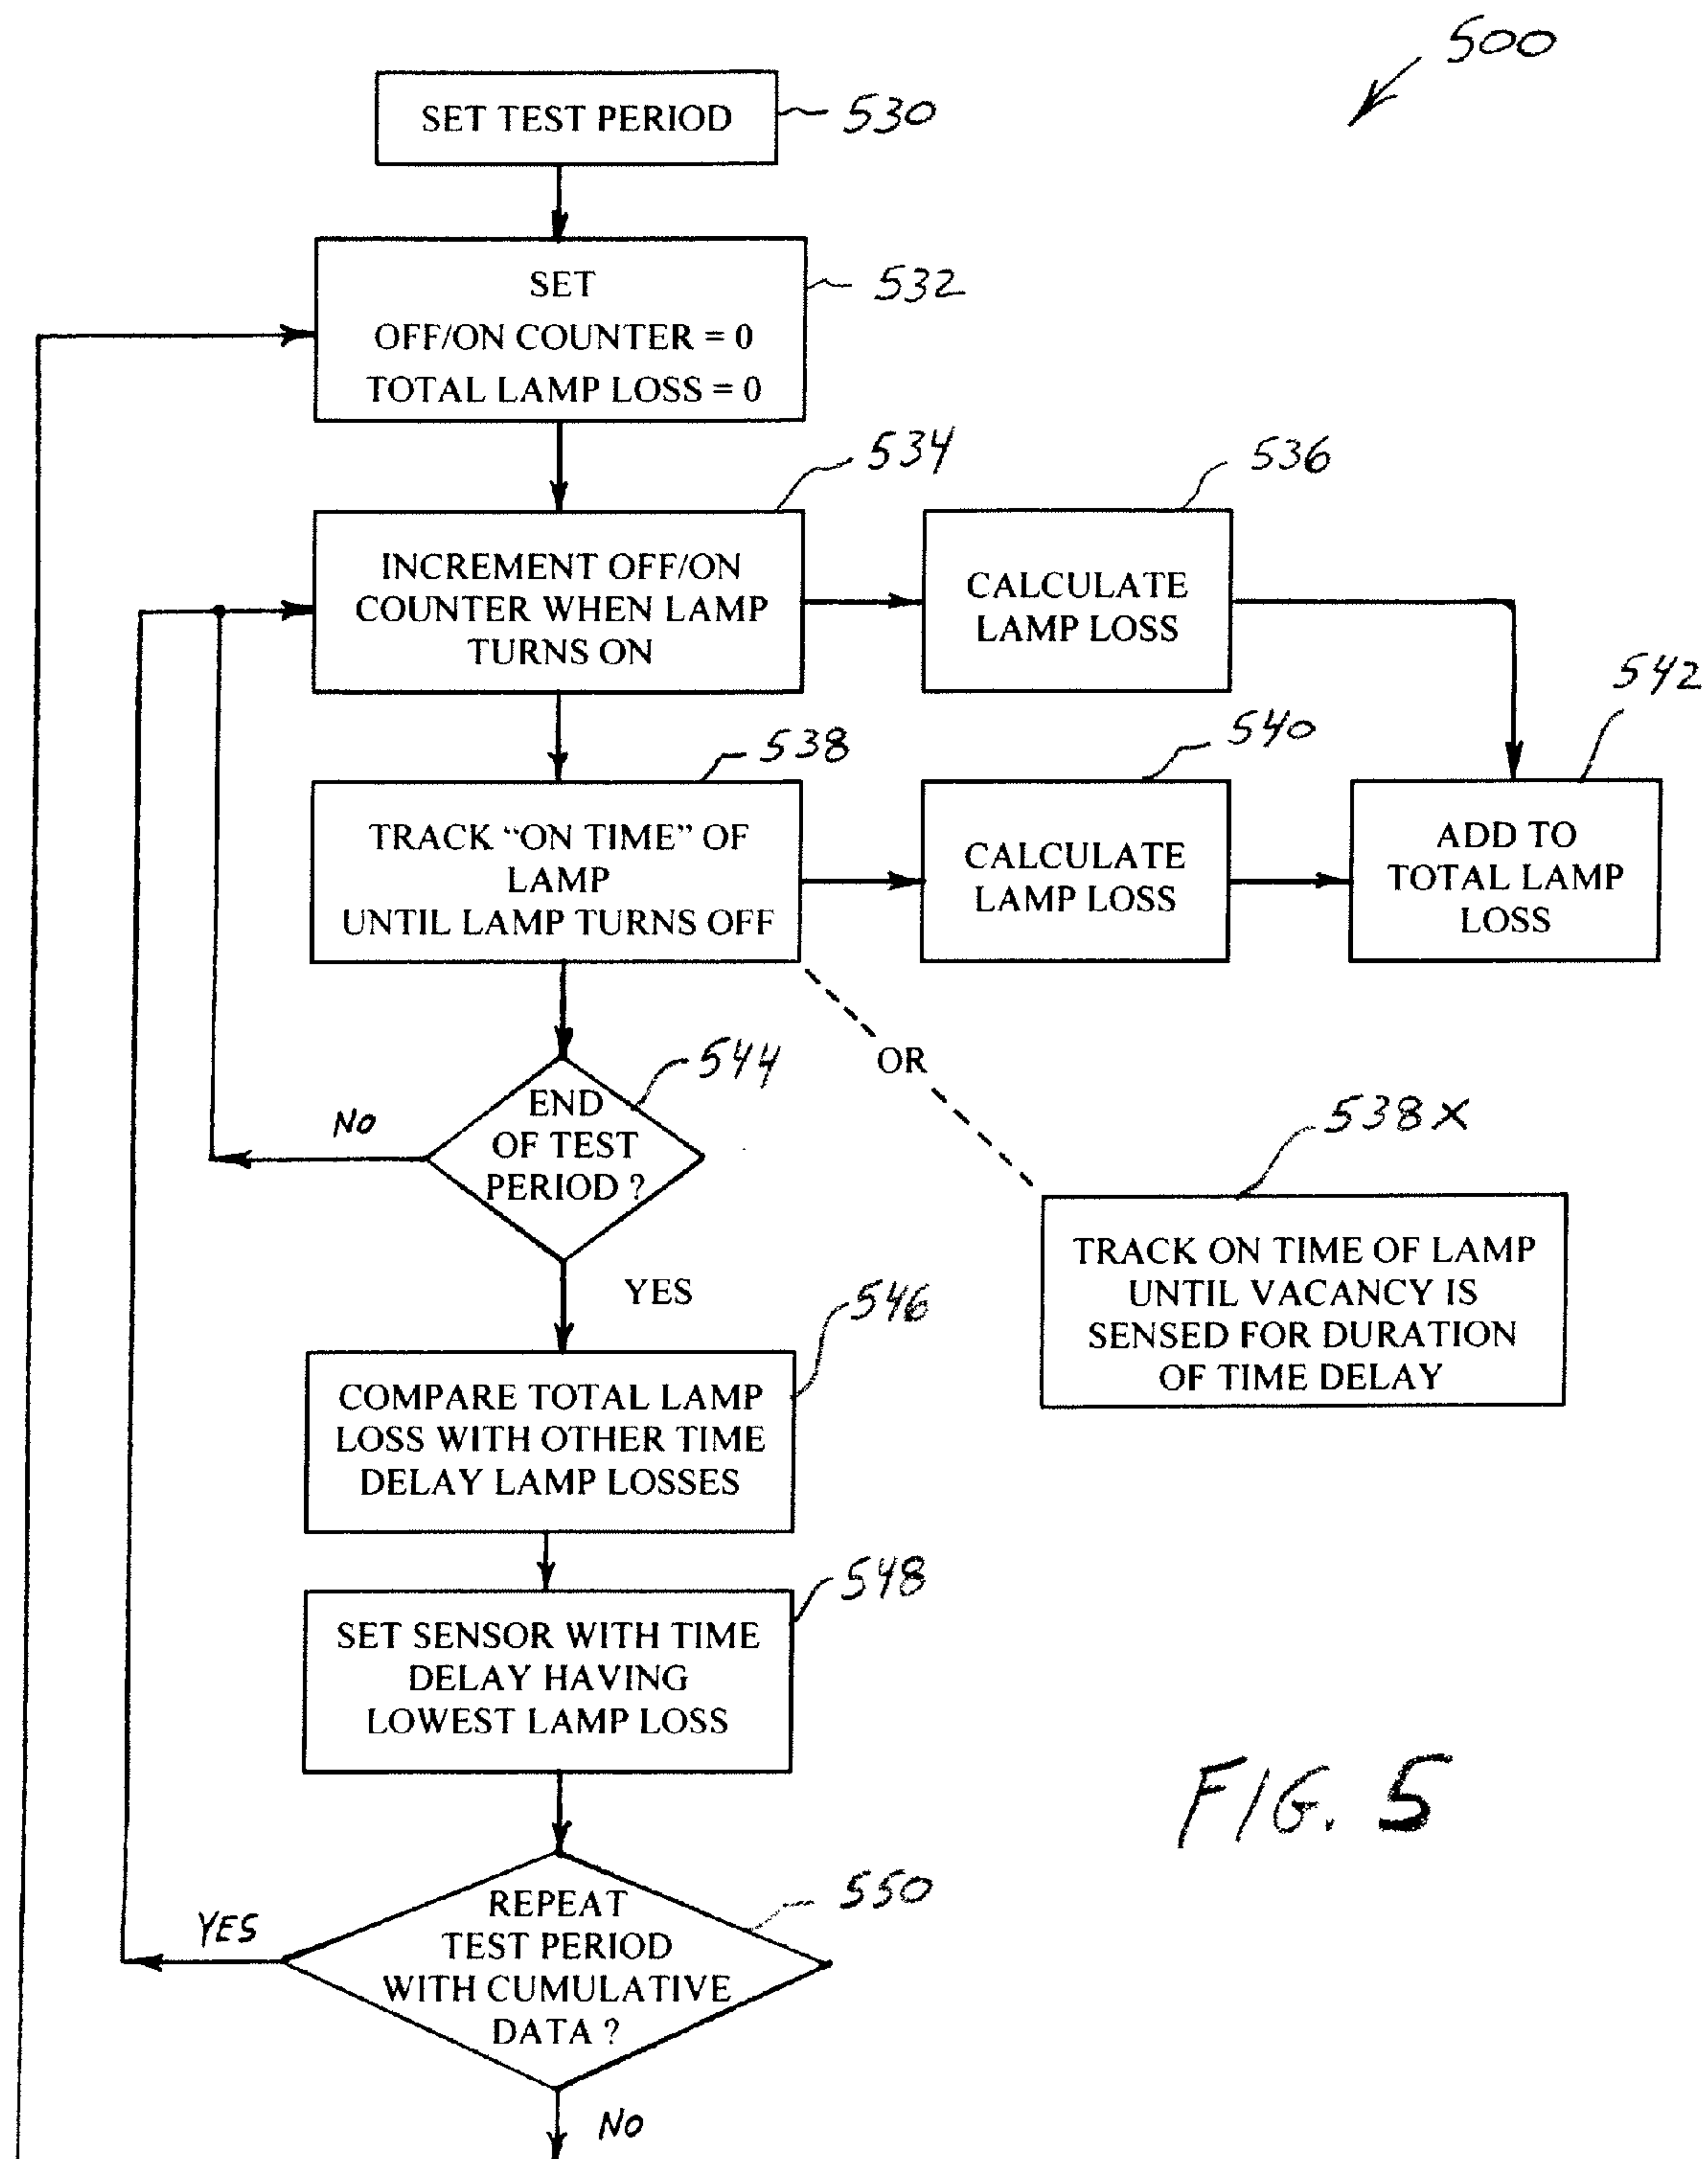 500
SET TEST PERIOD
530
SET
OFF/ON COUNTER = 0
TOTAL LAMP LOSS = 0
532
534
INCREMENT OFF/ON
COUNTER WHEN LAMP
TURNS ON
536
CALCULATE
LAMP LOSS
538
TRACK “ON TIME” OF
LAMP
UNTIL LAMP TURNS OFF
540
CALCULATE
LAMP LOSS
542
ADD TO
TOTAL LAMP
LOSS
OR
544
END
OF TEST
PERIOD ?
NO
YES
538X
TRACK ON TIME OF LAMP
UNTIL VACANCY IS
SENSED FOR DURATION
OF TIME DELAY
546
COMPARE TOTAL LAMP
LOSS WITH OTHER TIME
DELAY LAMP LOSSES
548
SET SENSOR WITH TIME
DELAY HAVING
LOWEST LAMP LOSS
FIG. 5
550
REPEAT
TEST PERIOD
WITH CUMULATIVE
DATA ?
YES
NO